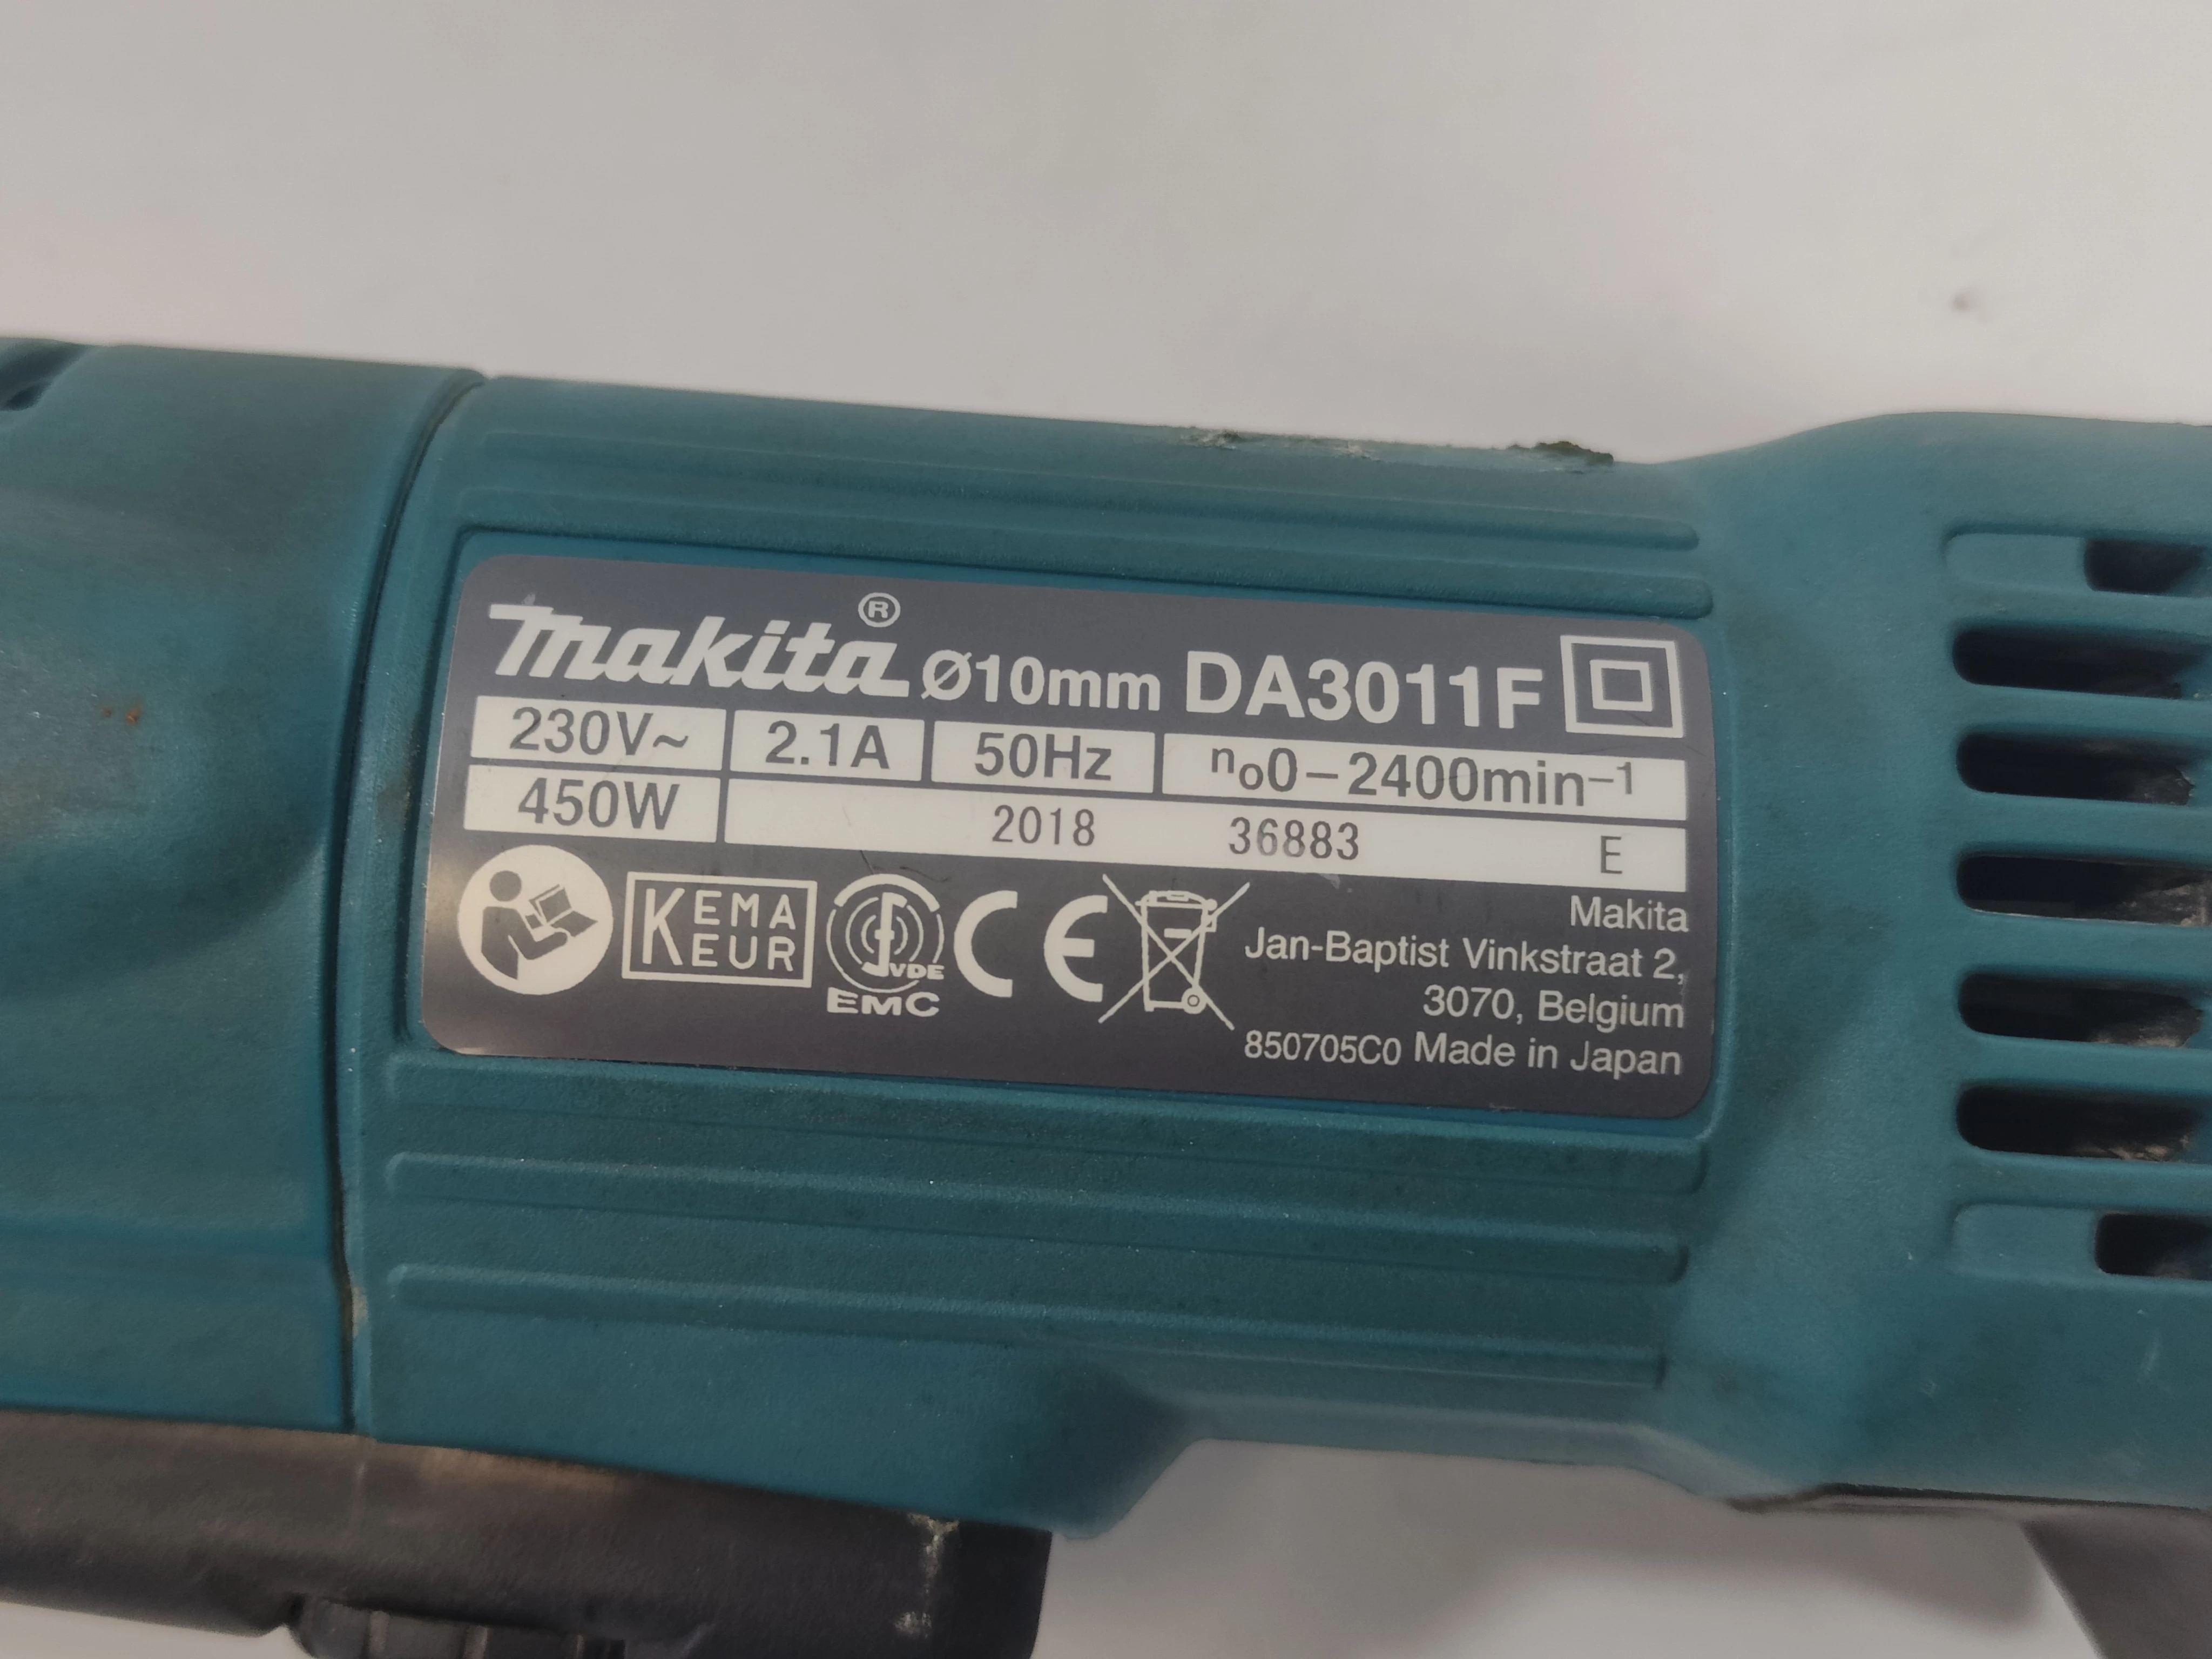 makita® Ø10mm DA3011F
230V~ 2.1A 50Hz n₀0–2400min⁻¹
450W 2018 36883 E
KEMA KEUR
VDE
EMC
CE
Makita
Jan-Baptist Vinkstraat 2,
3070, Belgium
850705C0 Made in Japan